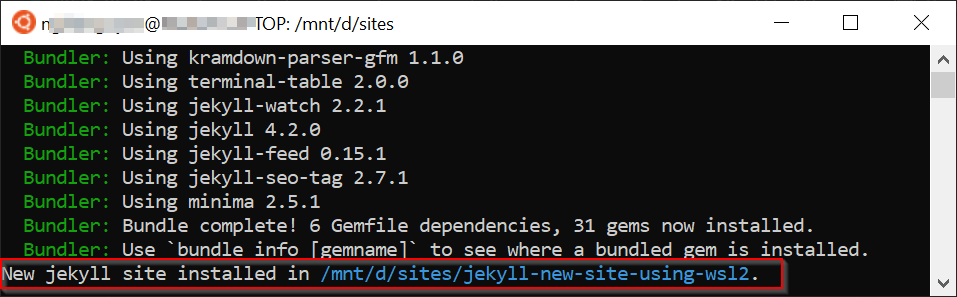 TOP: /mnt/d/sites
Bundler: Using kramdown-parser-gfm 1.1.0
Bundler: Using terminal-table 2.0.0
Bundler: Using jekyll-watch 2.2.1
Bundler: Using jekyll 4.2.0
Bundler: Using jekyll-feed 0.15.1
Bundler: Using jekyll-seo-tag 2.7.1
Bundler: Using minima 2.5.1
Bundler: Bundle complete! 6 Gemfile dependencies, 31 gems now installed.
Bundler: Use `bundle info [gemname]` to see where a bundled gem is installed.
New jekyll site installed in /mnt/d/sites/jekyll-new-site-using-wsl2.